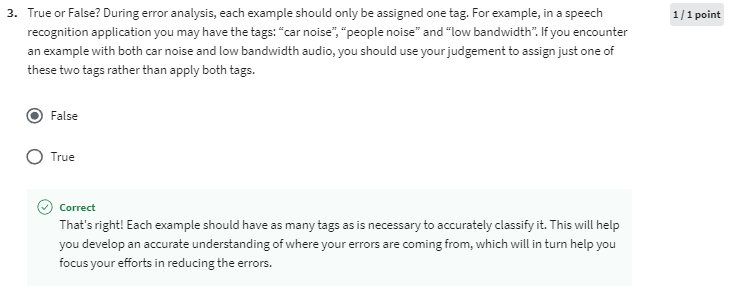 3. True or False? During error analysis, each example should only be assigned one tag. For example, in a speech
1 / 1 point
recognition application you may have the tags: “car noise”, “people noise” and “low bandwidth”. If you encounter
an example with both car noise and low bandwidth audio, you should use your judgement to assign just one of
these two tags rather than apply both tags.
False
True
Correct
That's right! Each example should have as many tags as is necessary to accurately classify it. This will help
you develop an accurate understanding of where your errors are coming from, which will in turn help you
focus your efforts in reducing the errors.